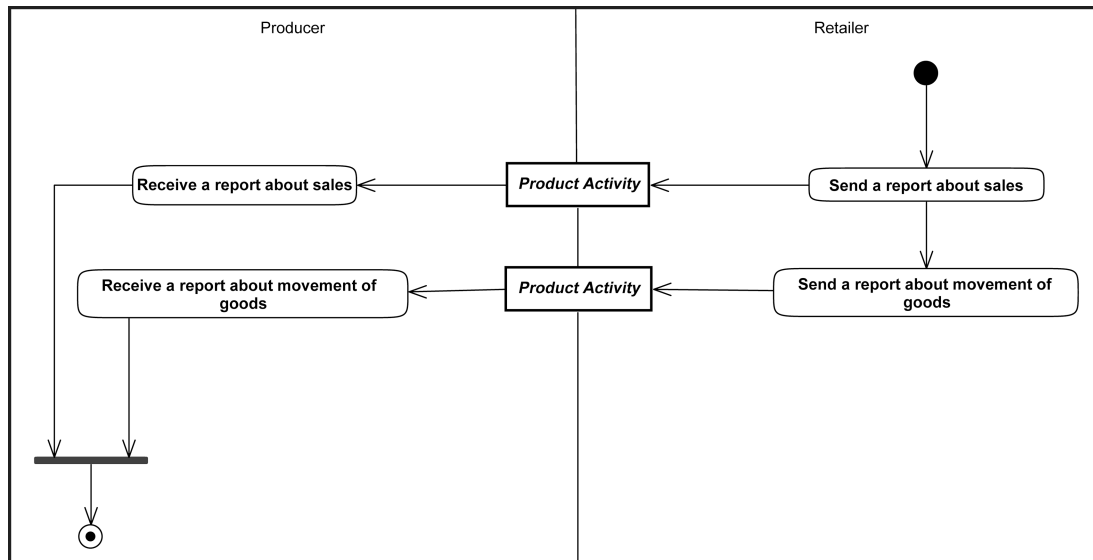 Producer
Retailer
Receive a report about sales
Product Activity
Send a report about sales
Receive a report about movement of
goods
Product Activity
Send a report about movement of
goods